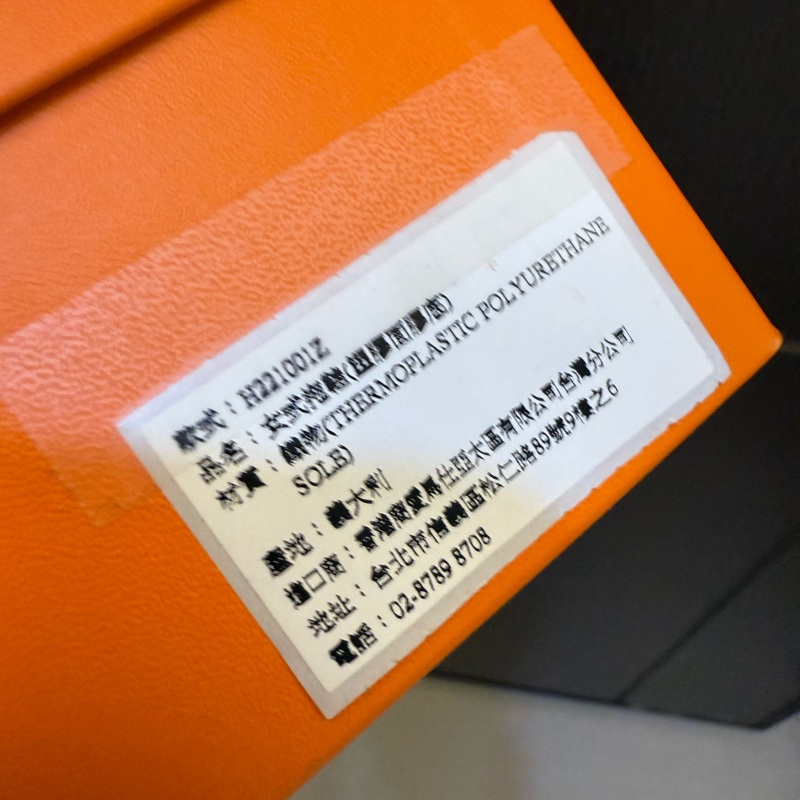 款式：H221001Z
品名：女式拖鞋(塑膠面膠底)
材質：織物(THERMOPLASTIC POLYURETHANE
SOLE)
產地：義大利
進口商：香港商愛馬仕亞太區有限公司台灣分公司
地址：台北市信義區松仁路89號9樓之6
電話：02-8789 8708